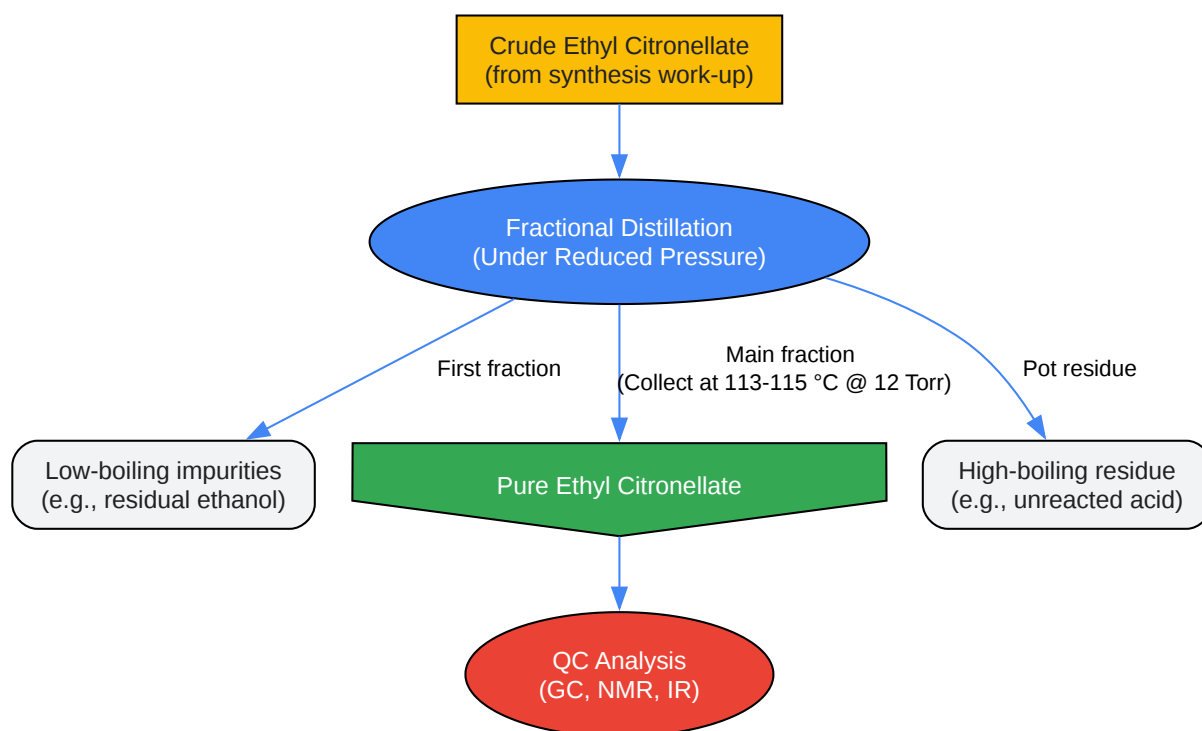 Crude Ethyl Citronellate
(from synthesis work-up)
Fractional Distillation
(Under Reduced Pressure)
First fraction
Main fraction
(Collect at 113-115 °C @ 12 Torr)
Pot residue
Low-boiling impurities
(e.g., residual ethanol)
Pure Ethyl Citronellate
High-boiling residue
(e.g., unreacted acid)
QC Analysis
(GC, NMR, IR)